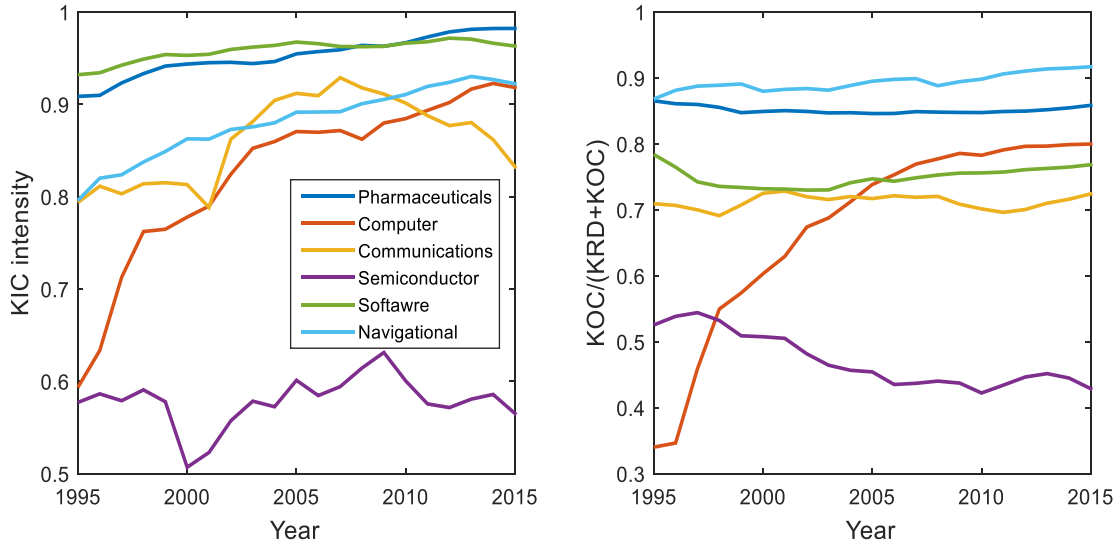 1
0.9
0.8
0.7
0.6
0.5
KIC intensity
Pharmaceuticals
Computer
Communications
Semiconductor
Softawre
Navigational
1995 2000 2005 2010 2015
Year
1
0.9
0.8
0.7
0.6
0.5
0.4
0.3
KOC/(KRD+KOC)
1995 2000 2005 2010 2015
Year